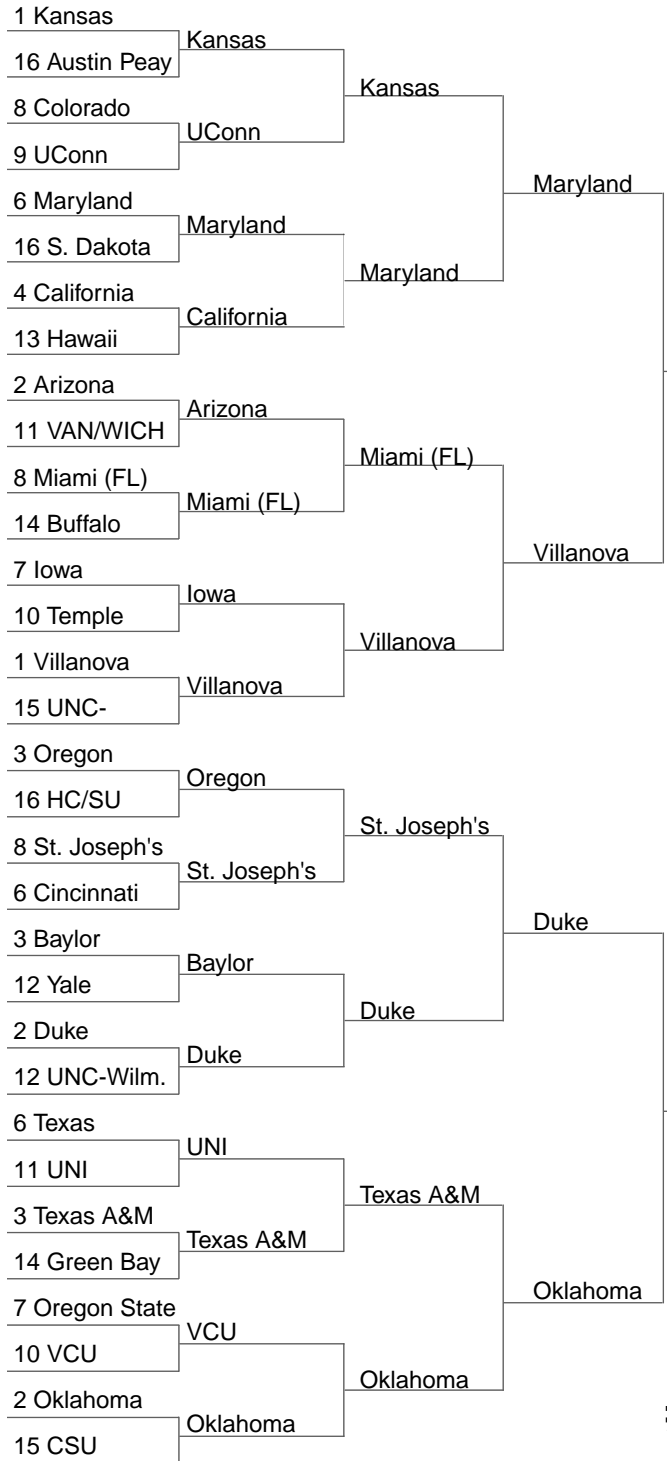 1 Kansas
16 Austin Peay
8 Colorado
9 UConn
6 Maryland
16 S. Dakota
4 California
13 Hawaii
2 Arizona
11 VAN/WICH
8 Miami (FL)
14 Buffalo
7 Iowa
10 Temple
1 Villanova
15 UNC-
3 Oregon
16 HC/SU
8 St. Joseph's
6 Cincinnati
3 Baylor
12 Yale
2 Duke
12 UNC-Wilm.
6 Texas
11 UNI
3 Texas A&M
14 Green Bay
7 Oregon State
10 VCU
2 Oklahoma
15 CSU
Kansas
UConn
Maryland
California
Arizona
Miami (FL)
Iowa
Villanova
Oregon
St. Joseph's
Baylor
Duke
UNI
Texas A&M
VCU
Oklahoma
Kansas
Maryland
Miami (FL)
Villanova
St. Joseph's
Duke
Texas A&M
Oklahoma
Maryland
Villanova
Duke
Oklahoma